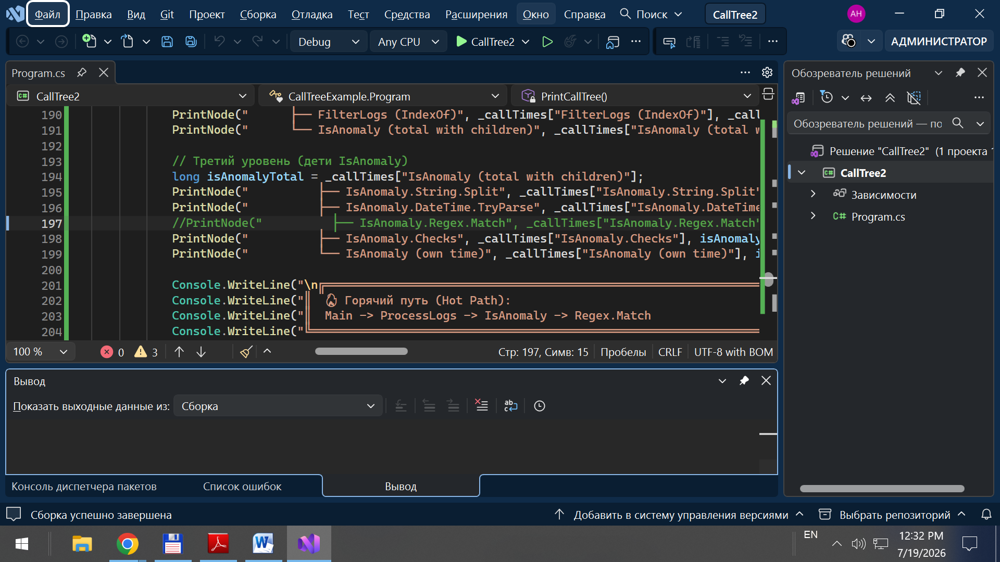 Файл Правка Вид Git Проект Сборка Отладка Тест Средства Расширения Окно Справка Поиск CallTree2 AH
Debug Any CPU CallTree2 АДМИНИСТРАТОР
Program.cs
CallTree2 CallTreeExample.Program PrintCallTree()
190 PrintNode(" ├── FilterLogs (IndexOf)", _callTimes["FilterLogs (IndexOf)"], _call
191 PrintNode(" └── IsAnomaly (total with children)", _callTimes["IsAnomaly (total w
192
193 // Третий уровень (дети IsAnomaly)
194 long isAnomalyTotal = _callTimes["IsAnomaly (total with children)"];
195 PrintNode(" ├── IsAnomaly.String.Split", _callTimes["IsAnomaly.String.Split"
196 PrintNode(" ├── IsAnomaly.DateTime.TryParse", _callTimes["IsAnomaly.DateTime
197 //PrintNode(" ├── IsAnomaly.Regex.Match", _callTimes["IsAnomaly.Regex.Match"
198 PrintNode(" ├── IsAnomaly.Checks", _callTimes["IsAnomaly.Checks"], isAnomaly
199 PrintNode(" └── IsAnomaly (own time)", _callTimes["IsAnomaly (own time)"], i
200
201 Console.WriteLine("\n╔══════════════════════════════
202 Console.WriteLine("║ 🔥 Горячий путь (Hot Path):
203 Console.WriteLine("║ Main -> ProcessLogs -> IsAnomaly -> Regex.Match
204 Console.WriteLine("╚══════════════════════════════
100 % 0 3 Стр: 197, Симв: 15 Пробелы CRLF UTF-8 with BOM
Вывод
Показать выходные данные из: Сборка
Консоль диспетчера пакетов Список ошибок Вывод
Обозреватель решений
Обозреватель решений — по
Решение "CallTree2" (1 проекта
CallTree2
Зависимости
C# Program.cs
Сборка успешно завершена Добавить в систему управления версиями Выбрать репозиторий
EN
12:32 PM
7/19/2026